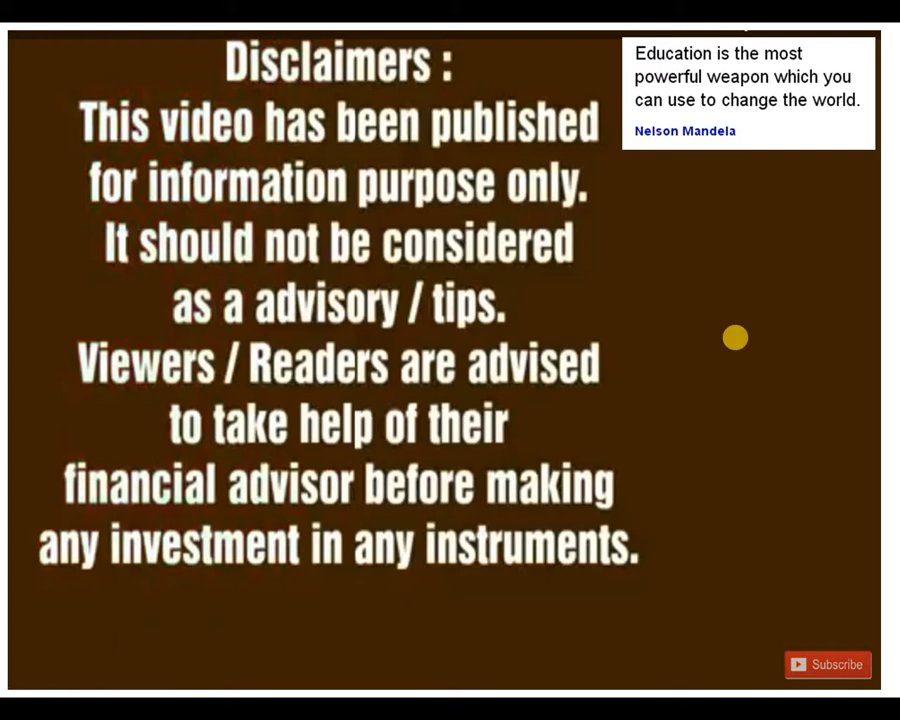 Disclaimers :
This video has been published
for information purpose only.
It should not be considered
as a advisory / tips.
Viewers / Readers are advised
to take help of their
financial advisor before making
any investment in any instruments.
Education is the most
powerful weapon which you
can use to change the world.
Nelson Mandela
Subscribe